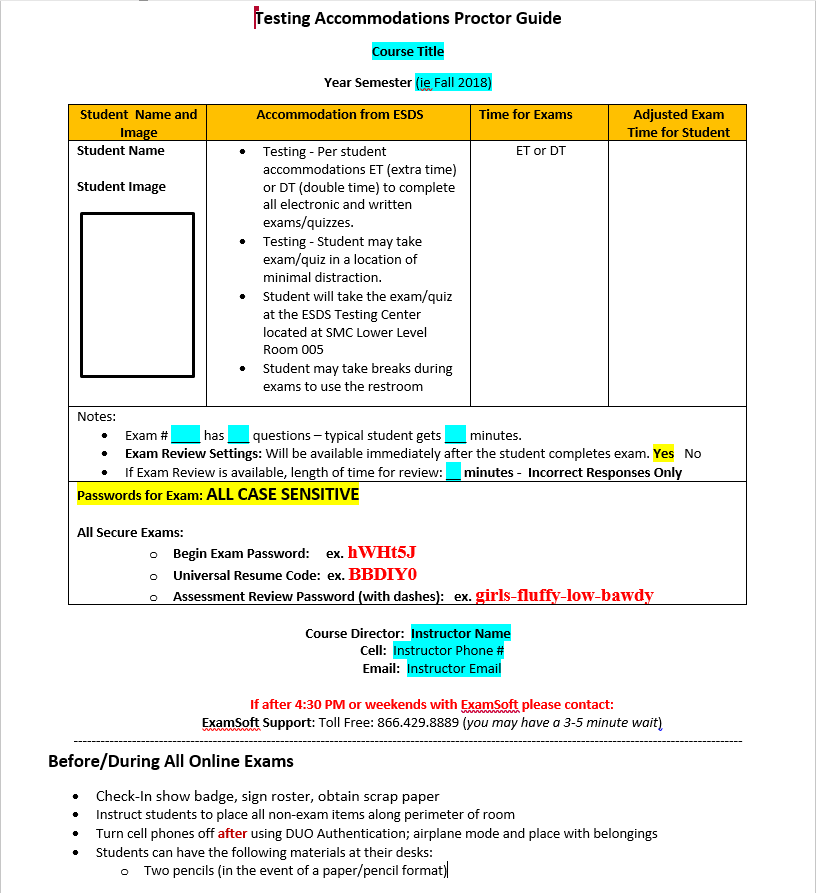 Testing Accommodations Proctor Guide
Course Title
Year Semester (ie Fall 2018)
Student Name and
Image
Accommodation from ESDS
Time for Exams
Adjusted Exam
Time for Student
Student Name
Student Image
• Testing - Per student
accommodations ET (extra time)
or DT (double time) to complete
all electronic and written
exams/quizzes.
• Testing - Student may take
exam/quiz in a location of
minimal distraction.
• Student will take the exam/quiz
at the ESDS Testing Center
located at SMC Lower Level
Room 005
• Student may take breaks during
exams to use the restroom
ET or DT
Notes:
• Exam # ____ has ___ questions – typical student gets ___ minutes.
• Exam Review Settings: Will be available immediately after the student completes exam. Yes No
• If Exam Review is available, length of time for review: __ minutes - Incorrect Responses Only
Passwords for Exam: ALL CASE SENSITIVE
All Secure Exams:
o Begin Exam Password: ex. hWHt5J
o Universal Resume Code: ex. BBDIY0
o Assessment Review Password (with dashes): ex. girls-fluffy-low-bawdy
Course Director: Instructor Name
Cell: Instructor Phone #
Email: Instructor Email
If after 4:30 PM or weekends with ExamSoft please contact:
ExamSoft Support: Toll Free: 866.429.8889 (you may have a 3-5 minute wait)
Before/During All Online Exams
• Check-In show badge, sign roster, obtain scrap paper
• Instruct students to place all non-exam items along perimeter of room
• Turn cell phones off after using DUO Authentication; airplane mode and place with belongings
• Students can have the following materials at their desks:
o Two pencils (in the event of a paper/pencil format)